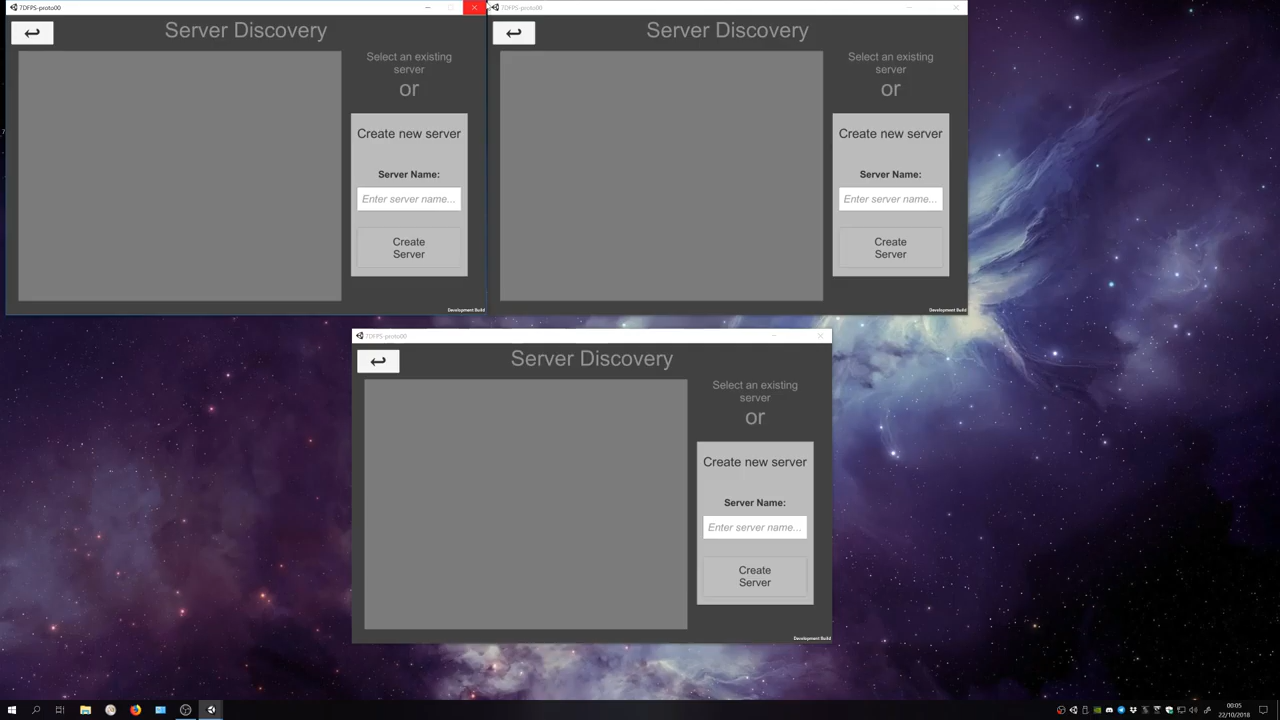 7DFPS-proto00
Server Discovery
Select an existing
server
or
Create new server
Server Name:
Enter server name...
Create
Server
Development Build
7DFPS-proto00
Server Discovery
Select an existing
server
or
Create new server
Server Name:
Enter server name...
Create
Server
Development Build
7DFPS-proto00
Server Discovery
Select an existing
server
or
Create new server
Server Name:
Enter server name...
Create
Server
Development Build
00:05
22/10/2018